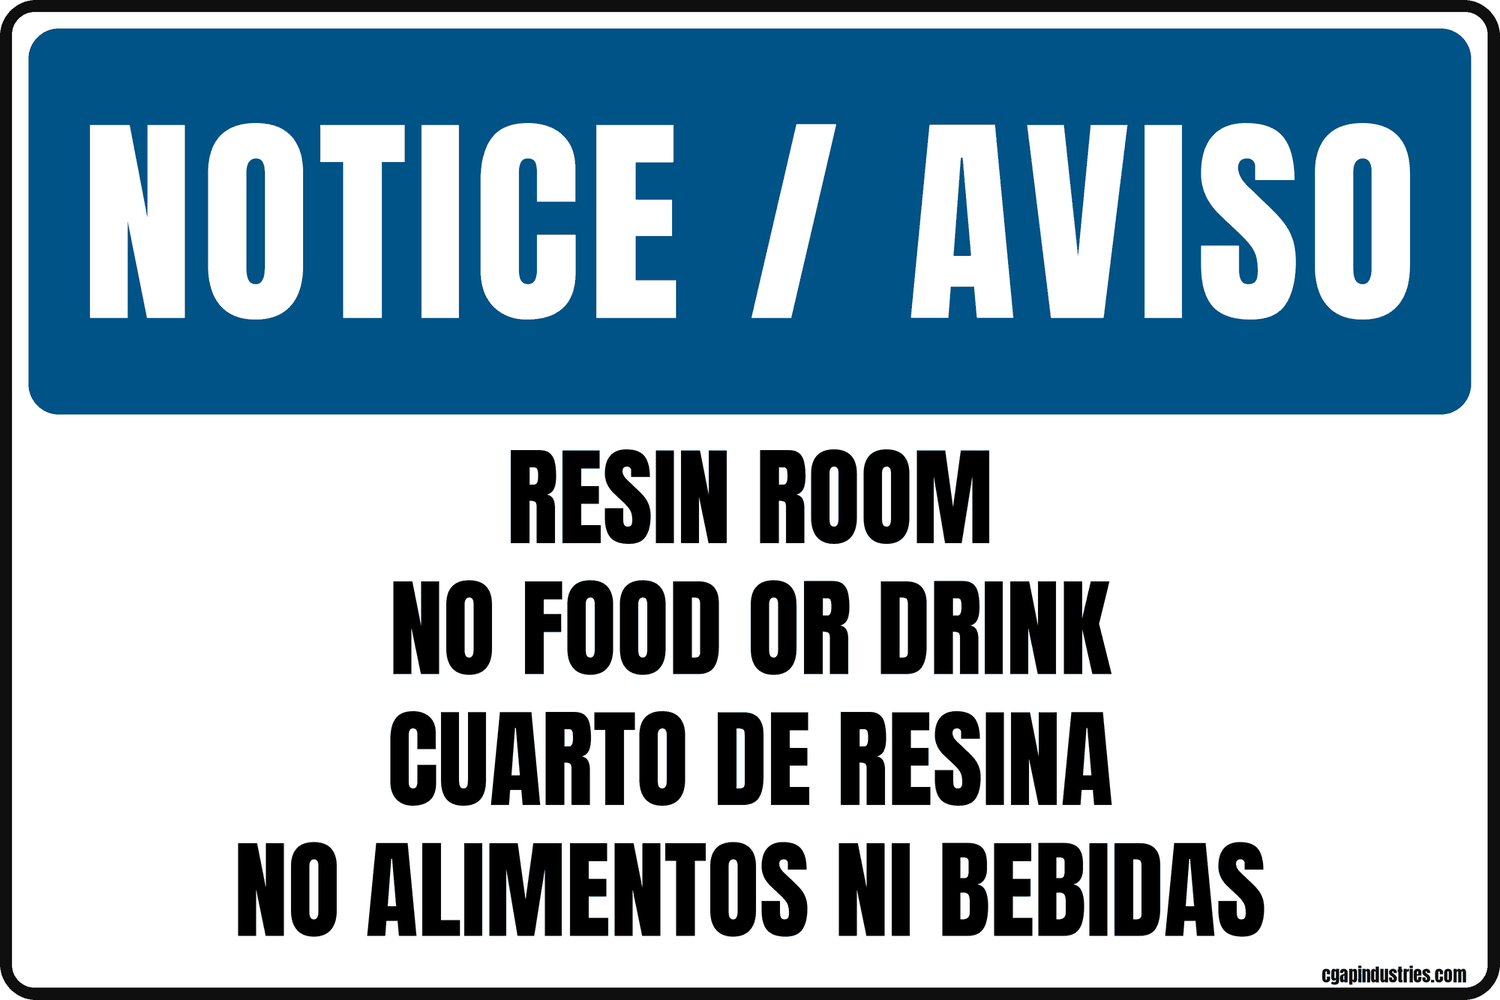 NOTICE / AVISO
RESIN ROOM
NO FOOD OR DRINK
CUARTO DE RESINA
NO ALIMENTOS NI BEBIDAS
cgapindustries.com